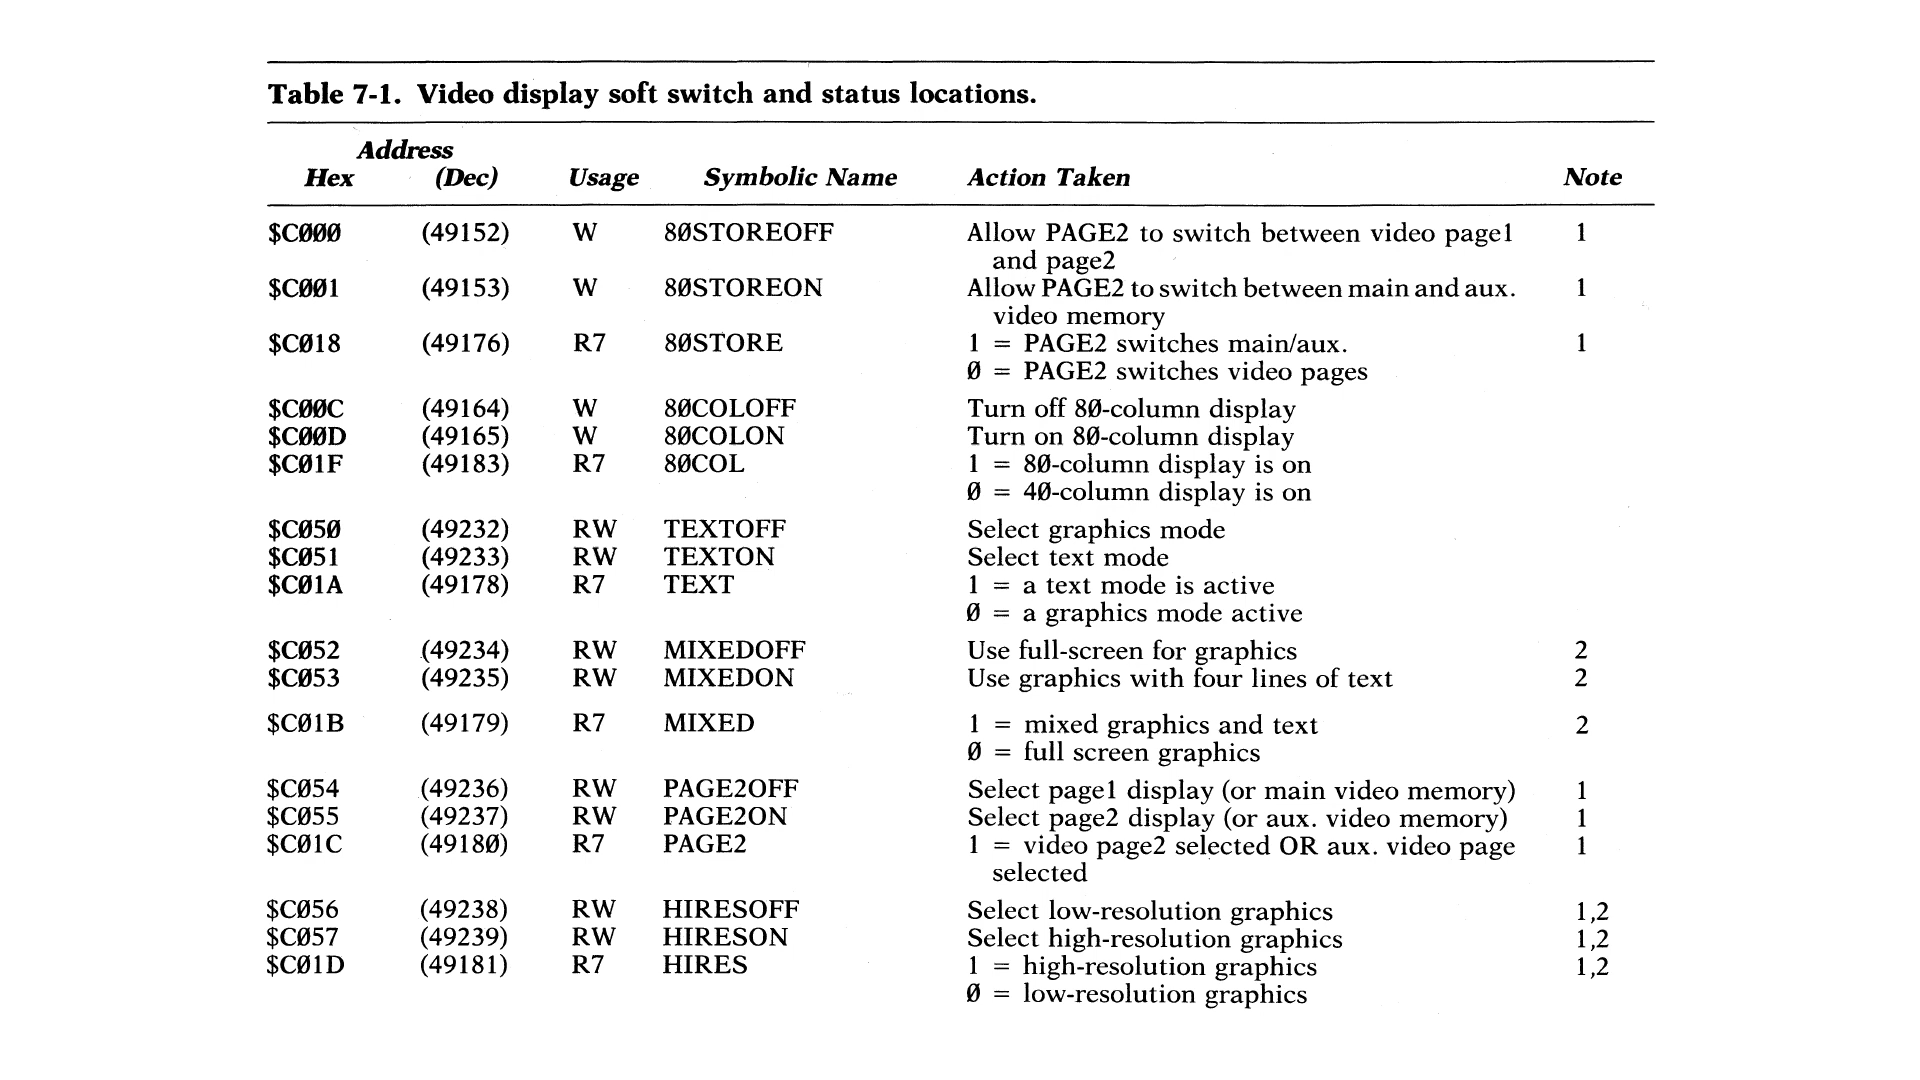 Table 7-1. Video display soft switch and status locations.
Address
Hex (Dec) Usage Symbolic Name Action Taken Note
$CØØØ (49152) W 8ØSTOREOFF Allow PAGE2 to switch between video page1 1
and page2
$CØØ1 (49153) W 8ØSTOREON Allow PAGE2 to switch between main and aux. 1
video memory
$CØ18 (49176) R7 8ØSTORE 1 = PAGE2 switches main/aux. 1
Ø = PAGE2 switches video pages
$CØØC (49164) W 8ØCOLOFF Turn off 8Ø-column display
$CØØD (49165) W 8ØCOLON Turn on 8Ø-column display
$CØ1F (49183) R7 8ØCOL 1 = 8Ø-column display is on
Ø = 4Ø-column display is on
$CØ5Ø (49232) RW TEXTOFF Select graphics mode
$CØ51 (49233) RW TEXTON Select text mode
$CØ1A (49178) R7 TEXT 1 = a text mode is active
Ø = a graphics mode active
$CØ52 (49234) RW MIXEDOFF Use full-screen for graphics 2
$CØ53 (49235) RW MIXEDON Use graphics with four lines of text 2
$CØ1B (49179) R7 MIXED 1 = mixed graphics and text 2
Ø = full screen graphics
$CØ54 (49236) RW PAGE2OFF Select page1 display (or main video memory) 1
$CØ55 (49237) RW PAGE2ON Select page2 display (or aux. video memory) 1
$CØ1C (4918Ø) R7 PAGE2 1 = video page2 selected OR aux. video page 1
selected
$CØ56 (49238) RW HIRESOFF Select low-resolution graphics 1,2
$CØ57 (49239) RW HIRESON Select high-resolution graphics 1,2
$CØ1D (49181) R7 HIRES 1 = high-resolution graphics 1,2
Ø = low-resolution graphics